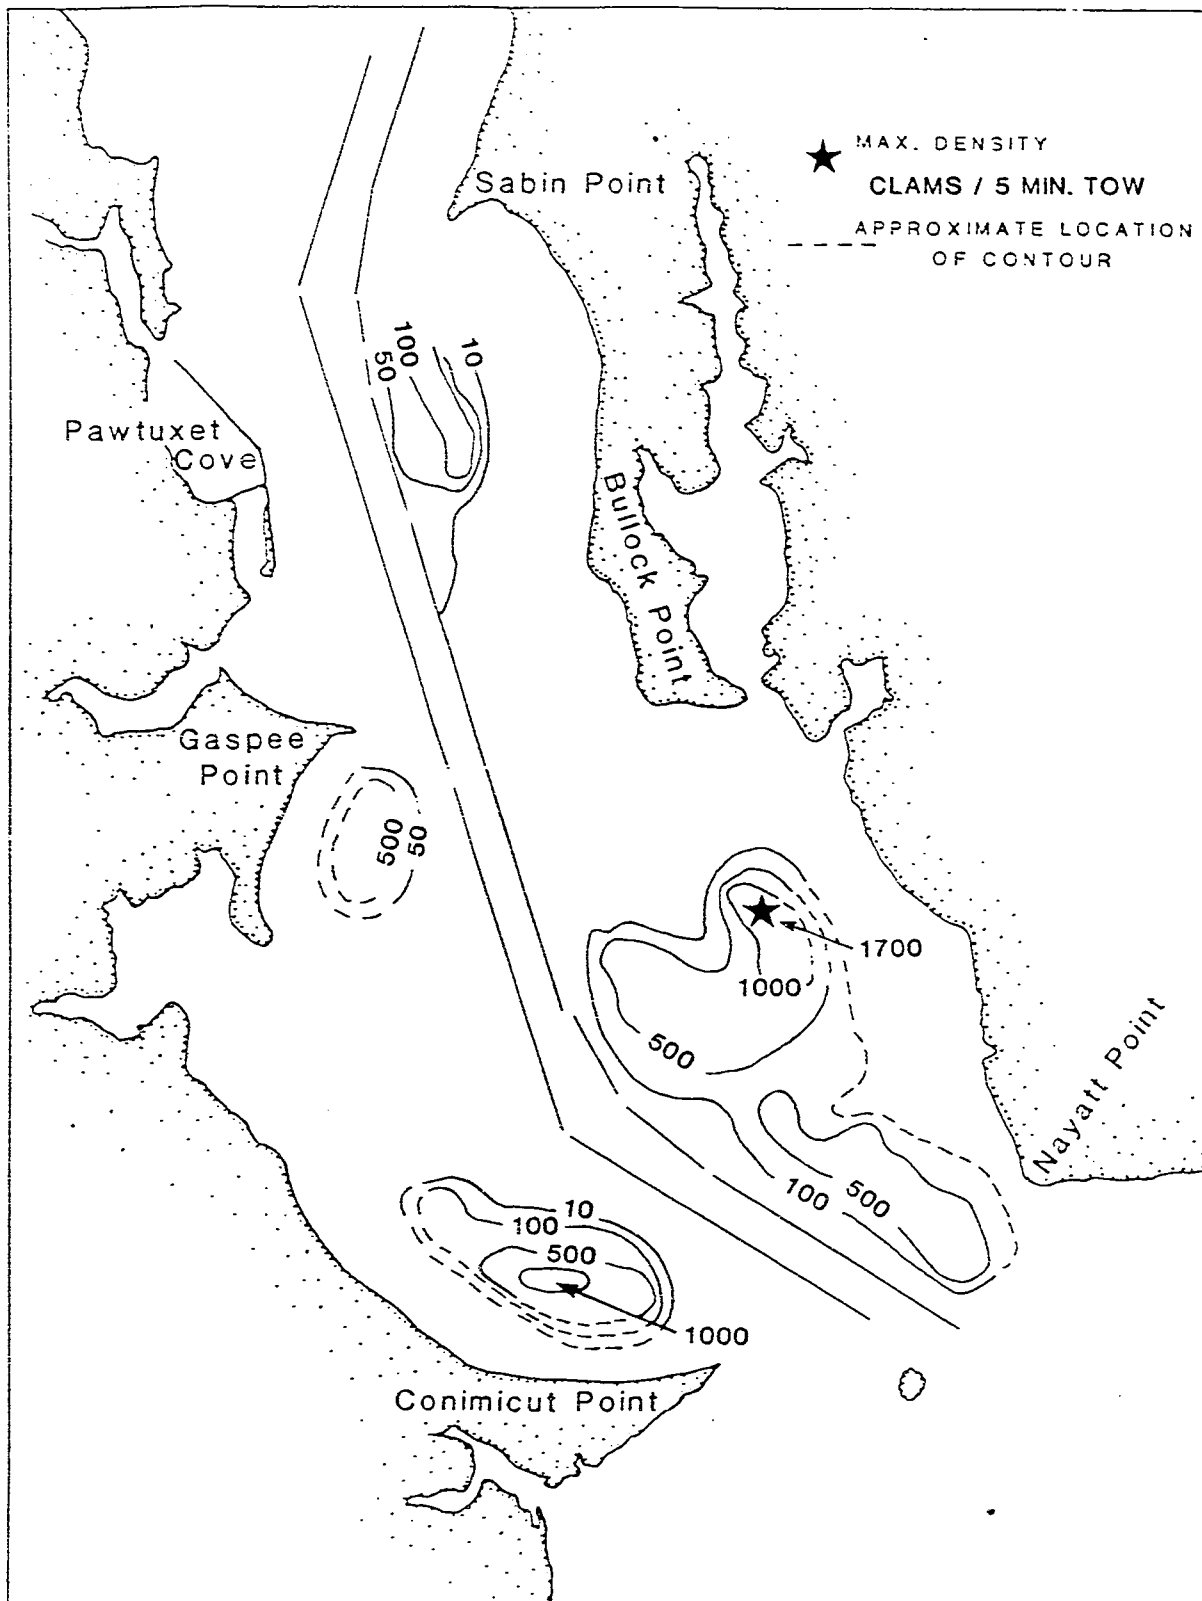 MAX. DENSITY
CLAMS / 5 MIN. TOW
APPROXIMATE LOCATION
OF CONTOUR
Sabin Point
100
50
10
Pawtuxet
Cove
Bullock Point
Gaspee
Point
500
50
1700
1000
500
Nayatt Point
100
500
10
100
500
1000
Conimicut Point